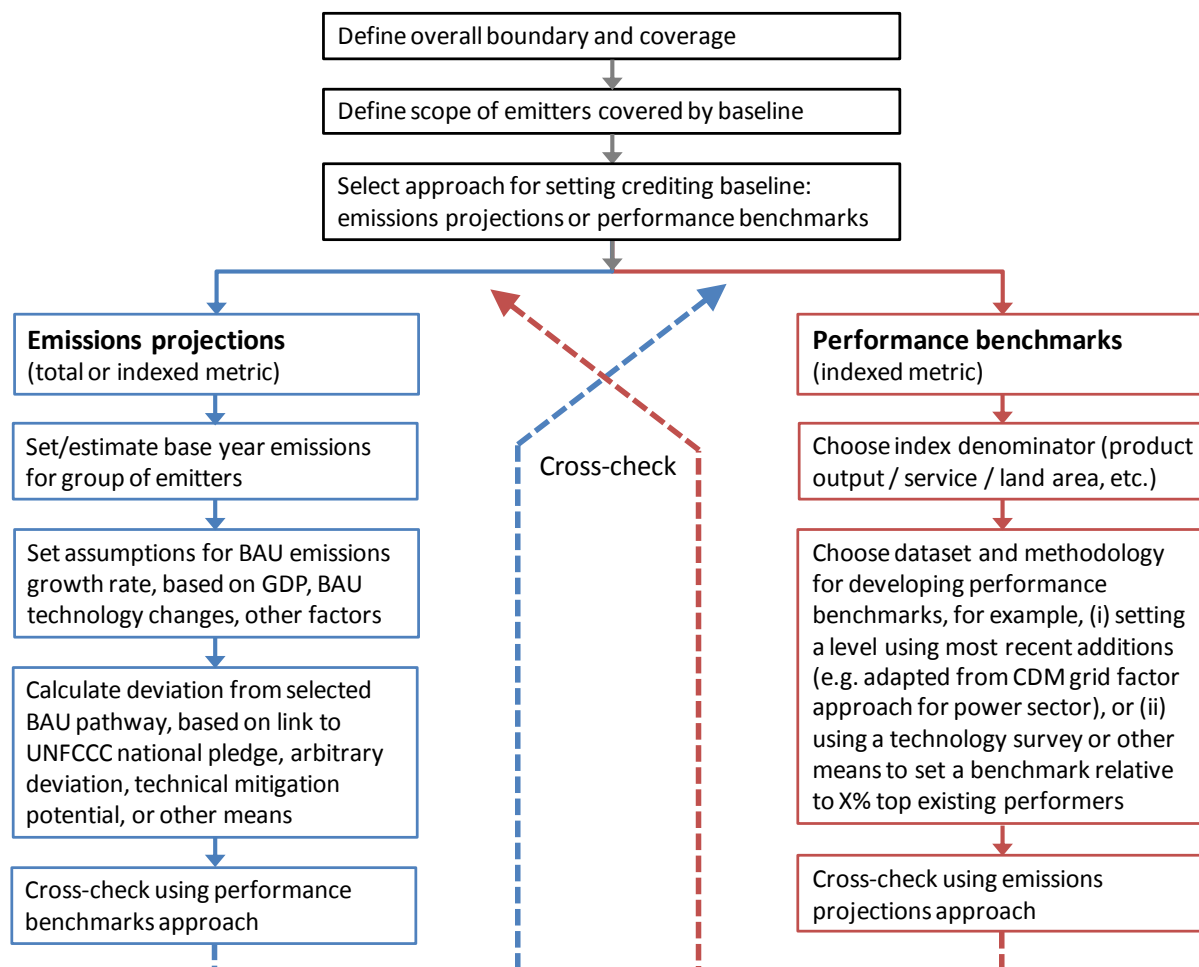 Define overall boundary and coverage
Define scope of emitters covered by baseline
Select approach for setting crediting baseline:
emissions projections or performance benchmarks
Emissions projections
(total or indexed metric)
Set/estimate base year emissions
for group of emitters
Set assumptions for BAU emissions
growth rate, based on GDP, BAU
technology changes, other factors
Calculate deviation from selected
BAU pathway, based on link to
UNFCCC national pledge, arbitrary
deviation, technical mitigation
potential, or other means
Cross-check using performance
benchmarks approach
Cross-check
Performance benchmarks
(indexed metric)
Choose index denominator (product
output / service / land area, etc.)
Choose dataset and methodology
for developing performance
benchmarks, for example, (i) setting
a level using most recent additions
(e.g. adapted from CDM grid factor
approach for power sector), or (ii)
using a technology survey or other
means to set a benchmark relative
to X% top existing performers
Cross-check using emissions
projections approach